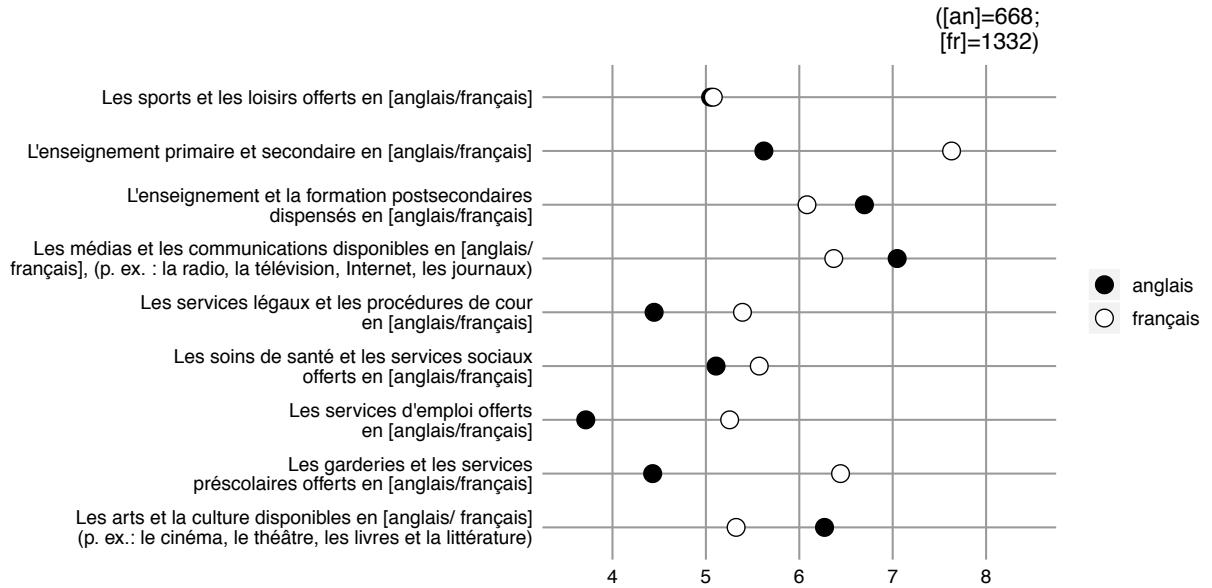 ([an]=668;
[fr]=1332)
Les sports et les loisirs offerts en [anglais/français]
L'enseignement primaire et secondaire en [anglais/français]
L'enseignement et la formation postsecondaires
dispensés en [anglais/français]
Les médias et les communications disponibles en [anglais/
français], (p. ex. : la radio, la télévision, Internet, les journaux)
Les services légaux et les procédures de cour
en [anglais/français]
Les soins de santé et les services sociaux
offerts en [anglais/français]
Les services d'emploi offerts
en [anglais/français]
Les garderies et les services
préscolaires offerts en [anglais/français]
Les arts et la culture disponibles en [anglais/ français]
(p. ex.: le cinéma, le théâtre, les livres et la littérature)
4 5 6 7 8
anglais
français